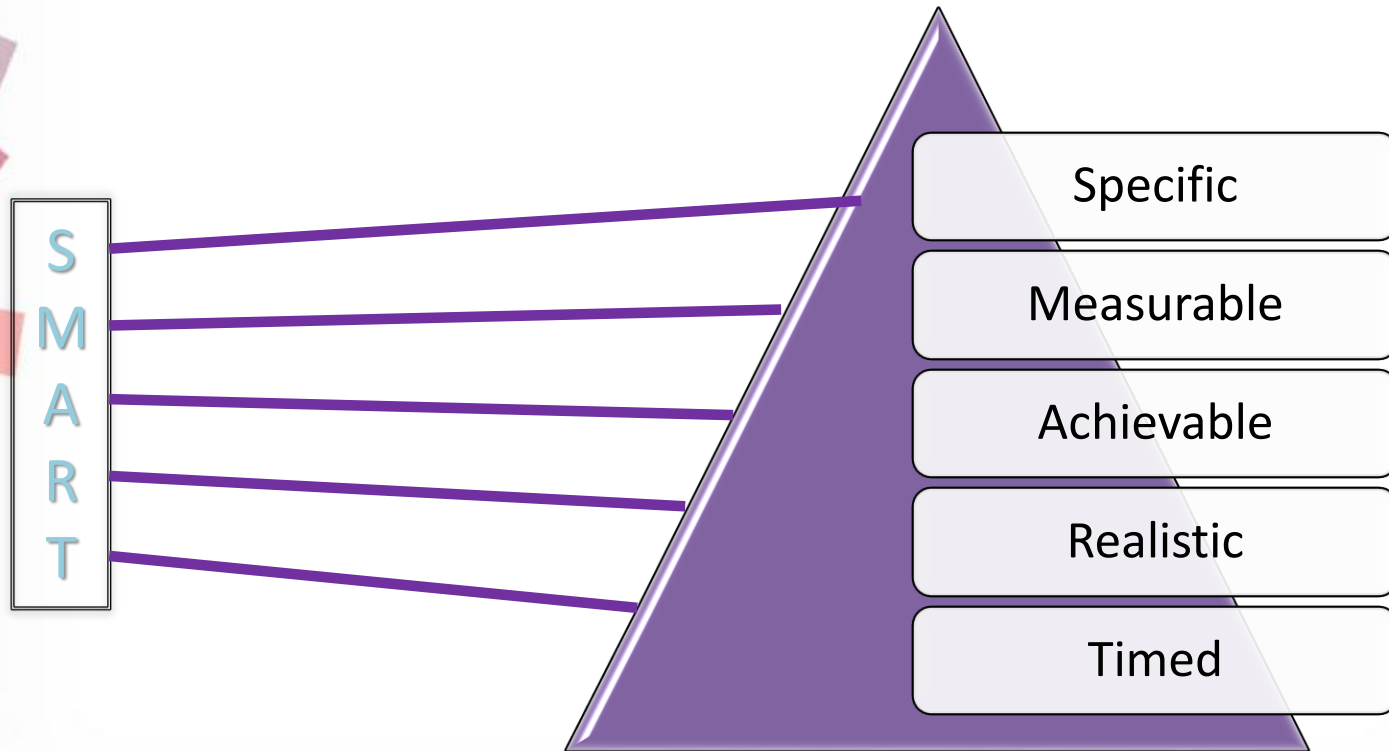 S
M
A
R
T
Specific
Measurable
Achievable
Realistic
Timed